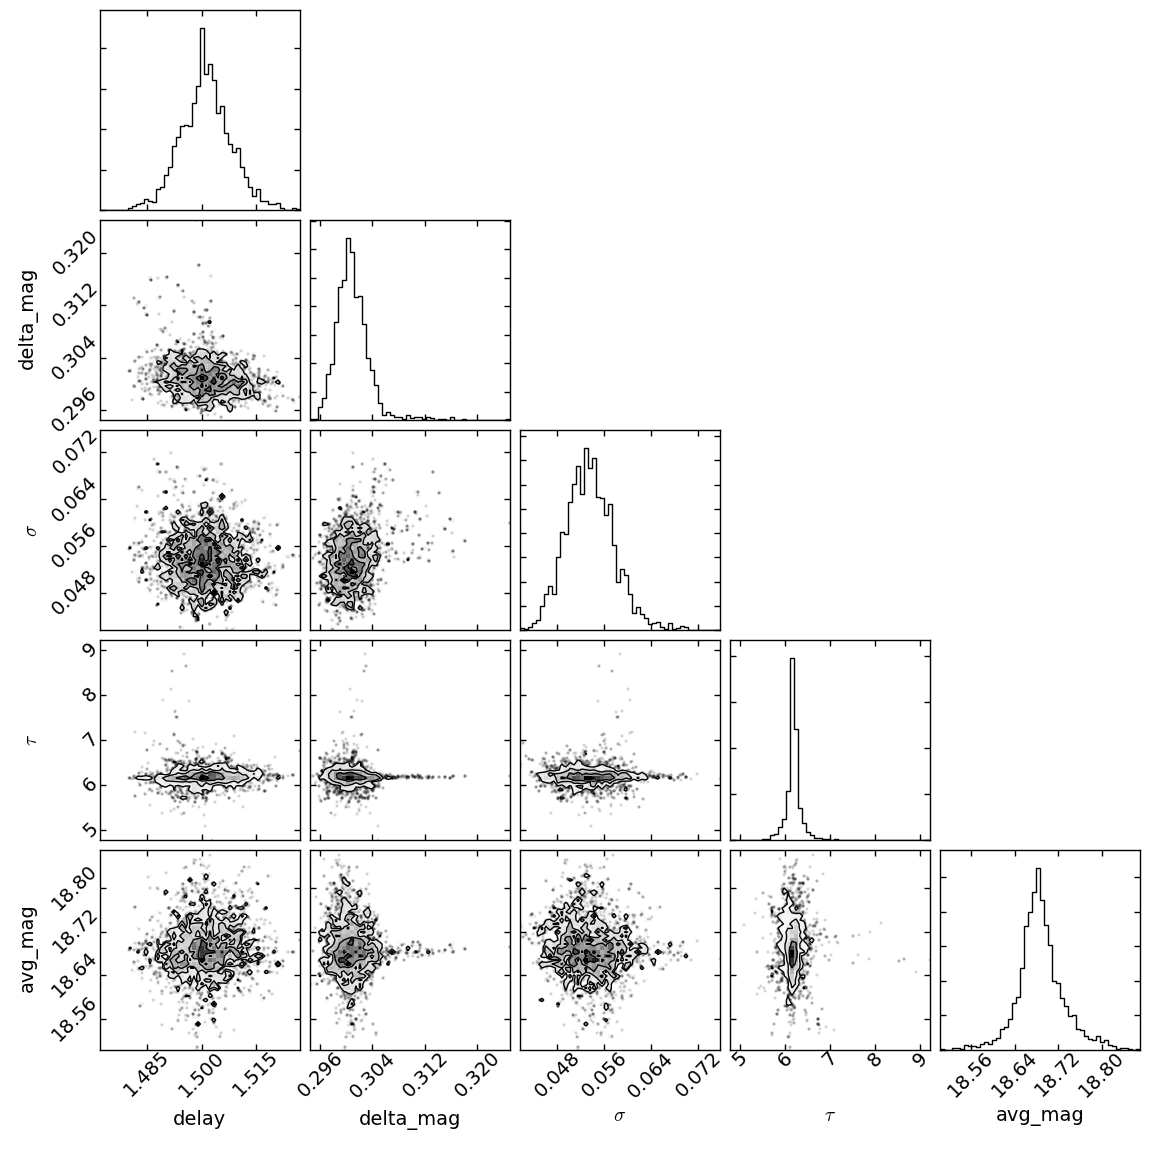 0.320
0.312
0.304
0.296
delta_mag
0.072
0.064
0.056
0.048
σ
9
8
7
6
5
τ
18.80
18.72
18.64
18.56
avg_mag
1.485 1.500 1.515
0.296 0.304 0.312 0.320
0.048 0.056 0.064 0.072
5 6 7 8 9
18.56 18.64 18.72 18.80
delay delta_mag σ τ avg_mag